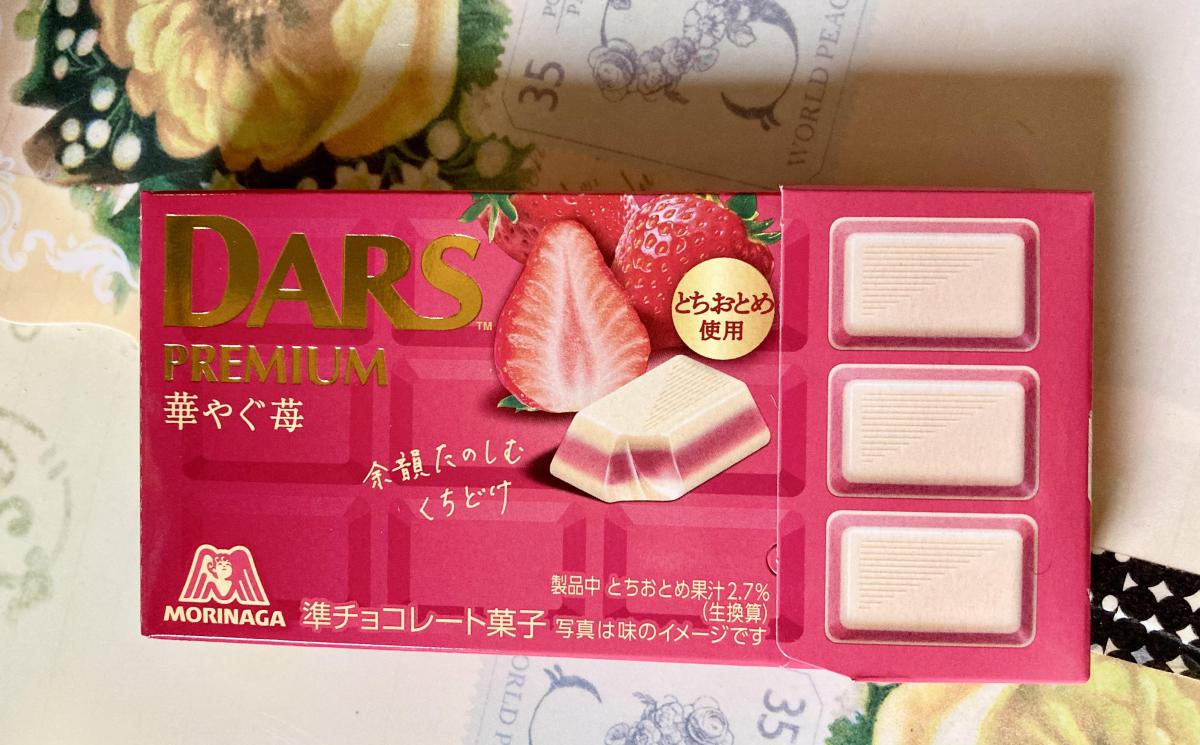 35
WORLD PEAC
DARS™
PREMIUM
華やぐ苺
とちおとめ
使用
余韻たのしむ
くちどけ
MORINAGA
準チョコレート菓子
製品中 とちおとめ果汁2.7%
(生換算)
写真は味のイメージです
ORLD P
35